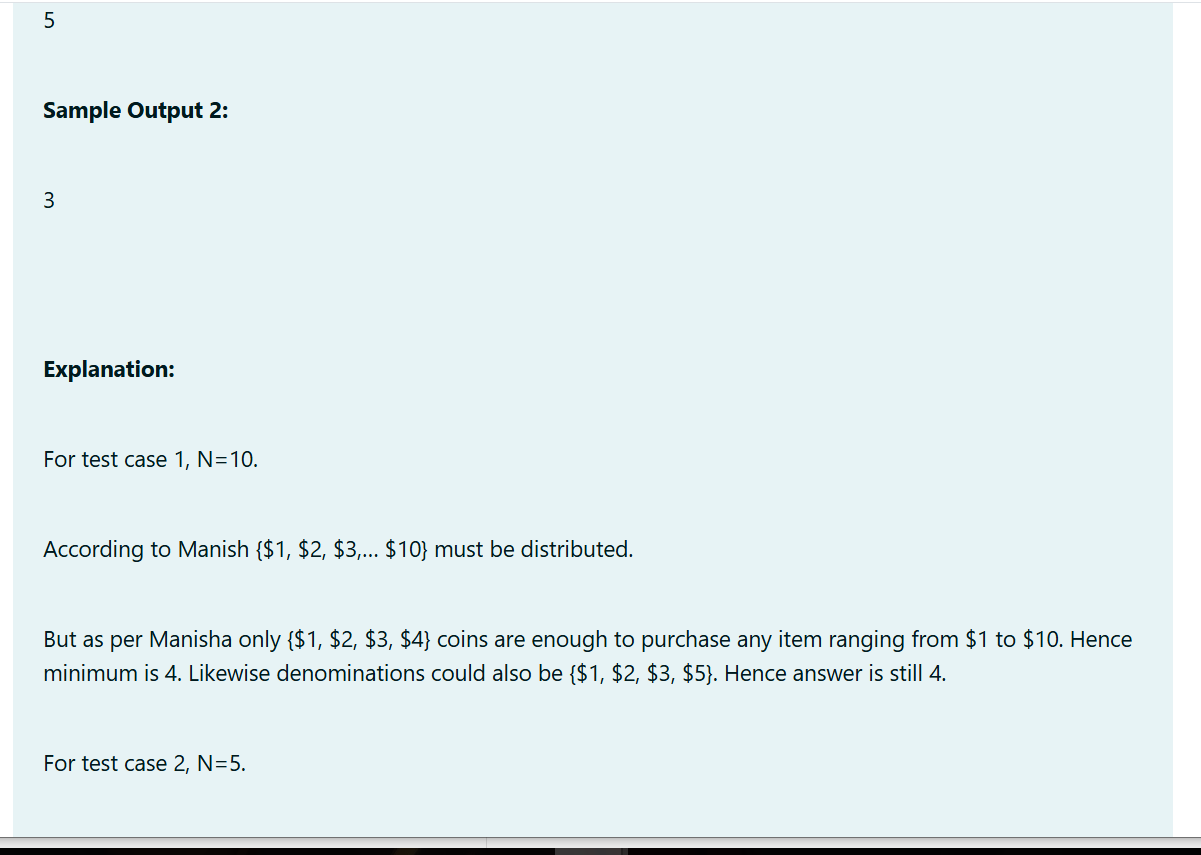 5
Sample Output 2:
3
Explanation:
For test case 1, N=10.
According to Manish {$1, $2, $3,... $10} must be distributed.
But as per Manisha only {$1, $2, $3, $4} coins are enough to purchase any item ranging from $1 to $10. Hence
minimum is 4. Likewise denominations could also be {$1, $2, $3, $5}. Hence answer is still 4.
For test case 2, N=5.